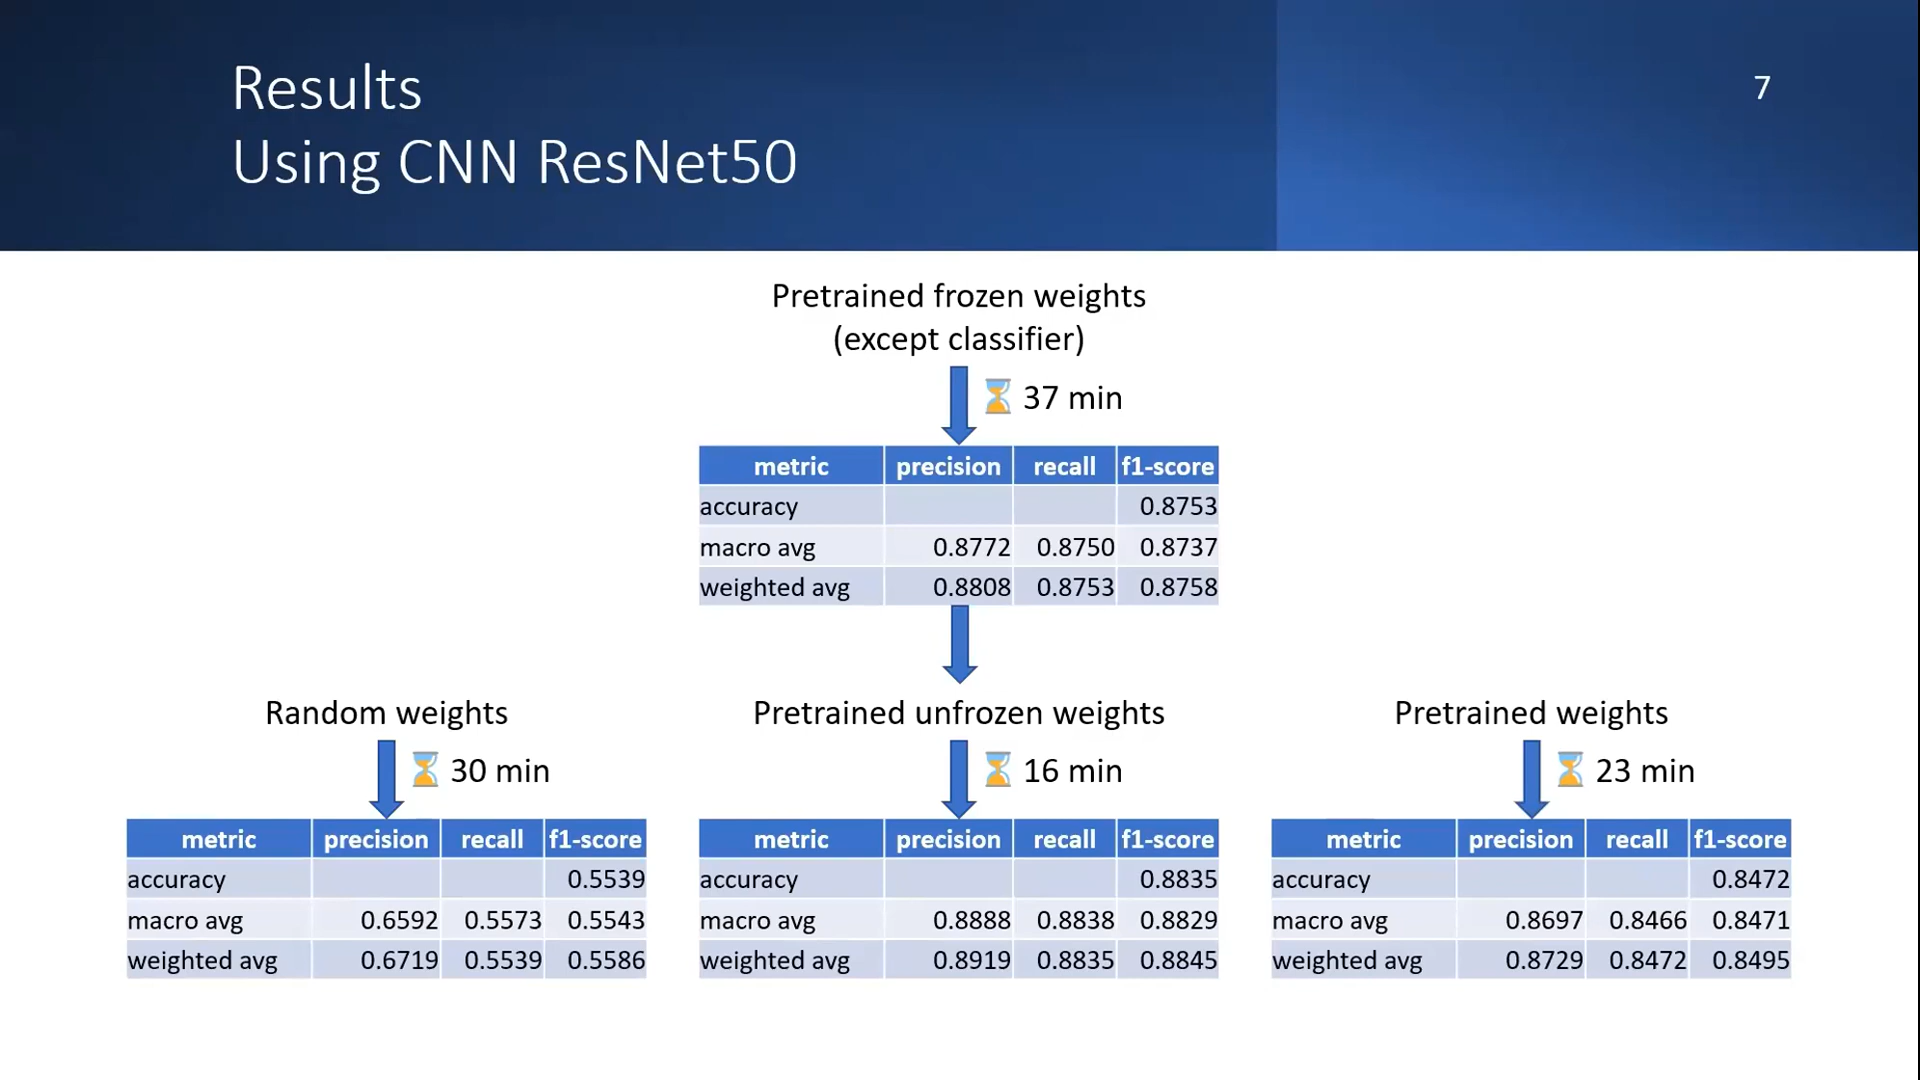 Results
Using CNN ResNet50
7
Pretrained frozen weights
(except classifier)
37 min
metric precision recall f1-score
accuracy 0.8753
macro avg 0.8772 0.8750 0.8737
weighted avg 0.8808 0.8753 0.8758
Random weights
30 min
metric precision recall f1-score
accuracy 0.5539
macro avg 0.6592 0.5573 0.5543
weighted avg 0.6719 0.5539 0.5586
Pretrained unfrozen weights
16 min
metric precision recall f1-score
accuracy 0.8835
macro avg 0.8888 0.8838 0.8829
weighted avg 0.8919 0.8835 0.8845
Pretrained weights
23 min
metric precision recall f1-score
accuracy 0.8472
macro avg 0.8697 0.8466 0.8471
weighted avg 0.8729 0.8472 0.8495